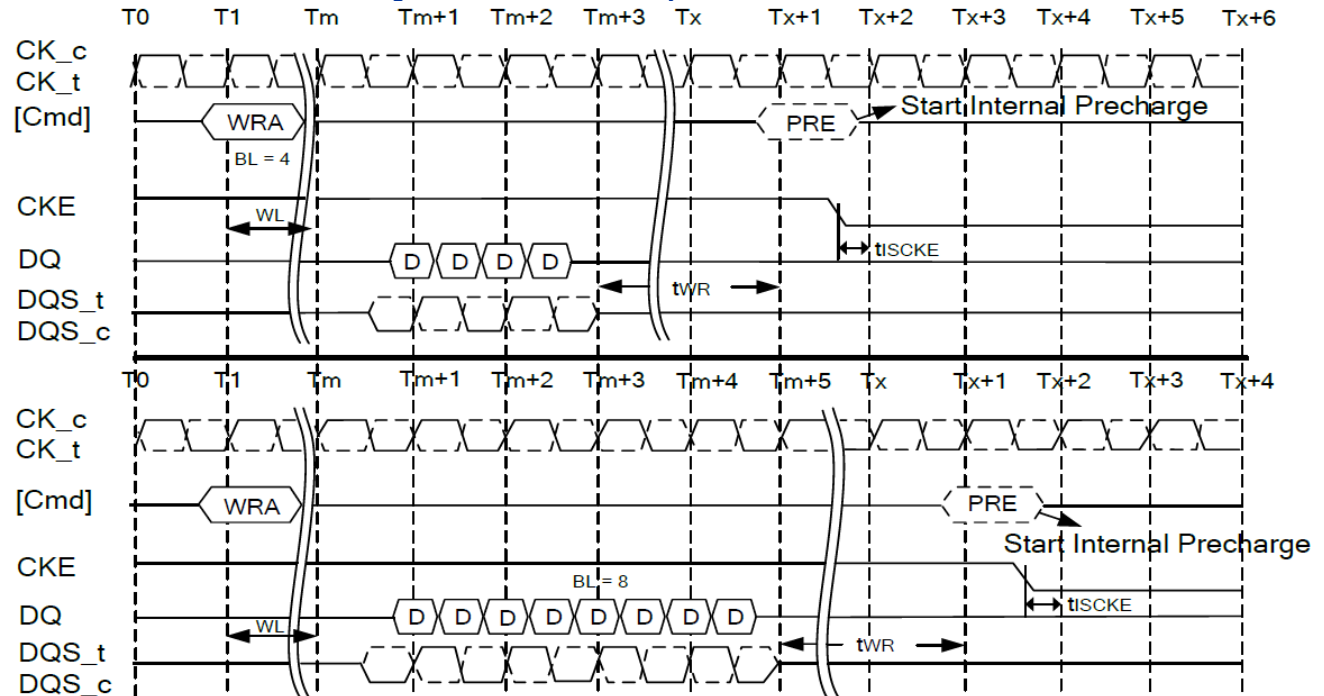 T0 T1 Tm Tm+1 Tm+2 Tm+3 Tx Tx+1 Tx+2 Tx+3 Tx+4 Tx+5 Tx+6
CK_c
CK_t
[Cmd] WRA PRE Start Internal Precharge
BL = 4
CKE
WL
tISCKE
DQ D D D D
tWR
DQS_t
DQS_c
T0 T1 Tm Tm+1 Tm+2 Tm+3 Tm+4 Tm+5 Tx Tx+1 Tx+2 Tx+3 Tx+4
CK_c
CK_t
[Cmd] WRA PRE
Start Internal Precharge
CKE
BL = 8
tISCKE
DQ D D D D D D D D
WL
tWR
DQS_t
DQS_c